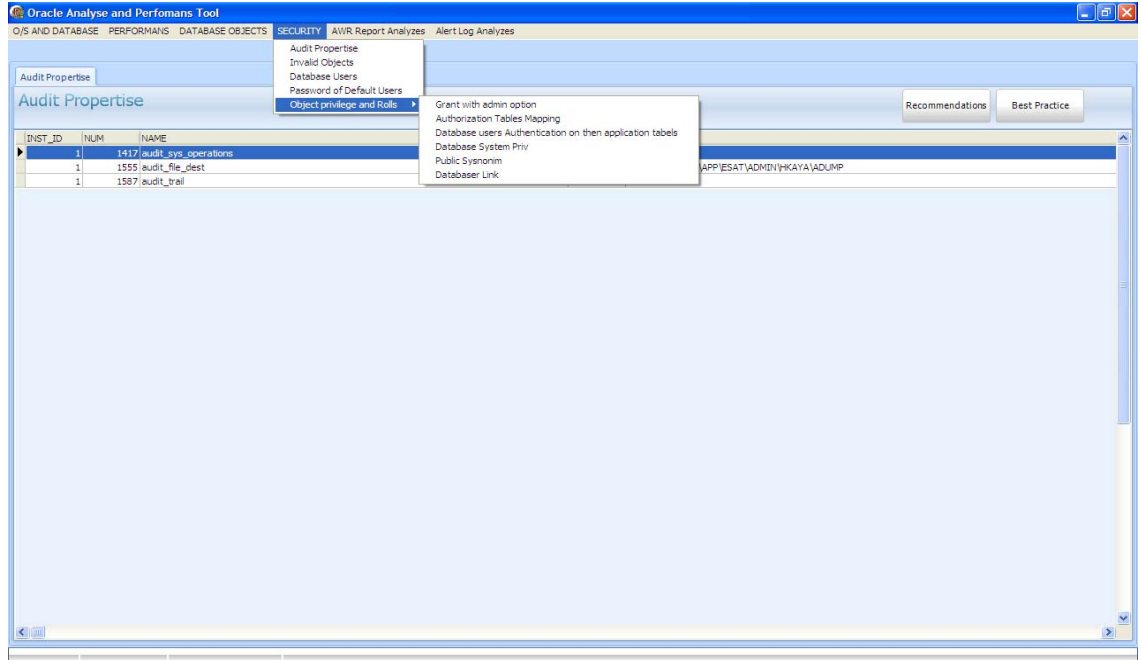 Oracle Analyse and Perfomans Tool
O/S AND DATABASE PERFORMANS DATABASE OBJECTS SECURITY AWR Report Analyzes Alert Log Analyzes
Audit Propertise
Invalid Objects
Database Users
Password of Default Users
Object privilege and Rolls
Grant with admin option
Authorization Tables Mapping
Database users Authentication on then application tabels
Database System Priv
Public Sysnonim
Databaser Link
Audit Propertise
Audit Propertise
Recommendations Best Practice
INST_ID NUM NAME
1 1417 audit_sys_operations
1 1555 audit_file_dest \APP\ESAT\ADMIN\HKAYA\ADUMP
1 1587 audit_trail